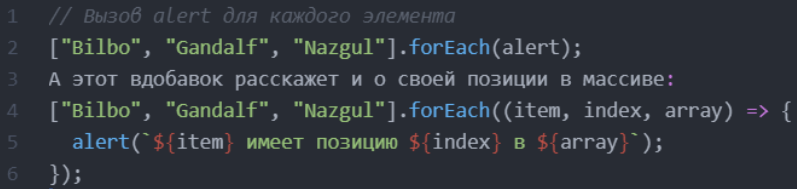 1 // Вызов alert для каждого элемента
2 ["Bilbo", "Gandalf", "Nazgul"].forEach(alert);
3 А этот вдобавок расскажет и о своей позиции в массиве:
4 ["Bilbo", "Gandalf", "Nazgul"].forEach((item, index, array) => {
5   alert(`${item} имеет позицию ${index} в ${array}`);
6 });